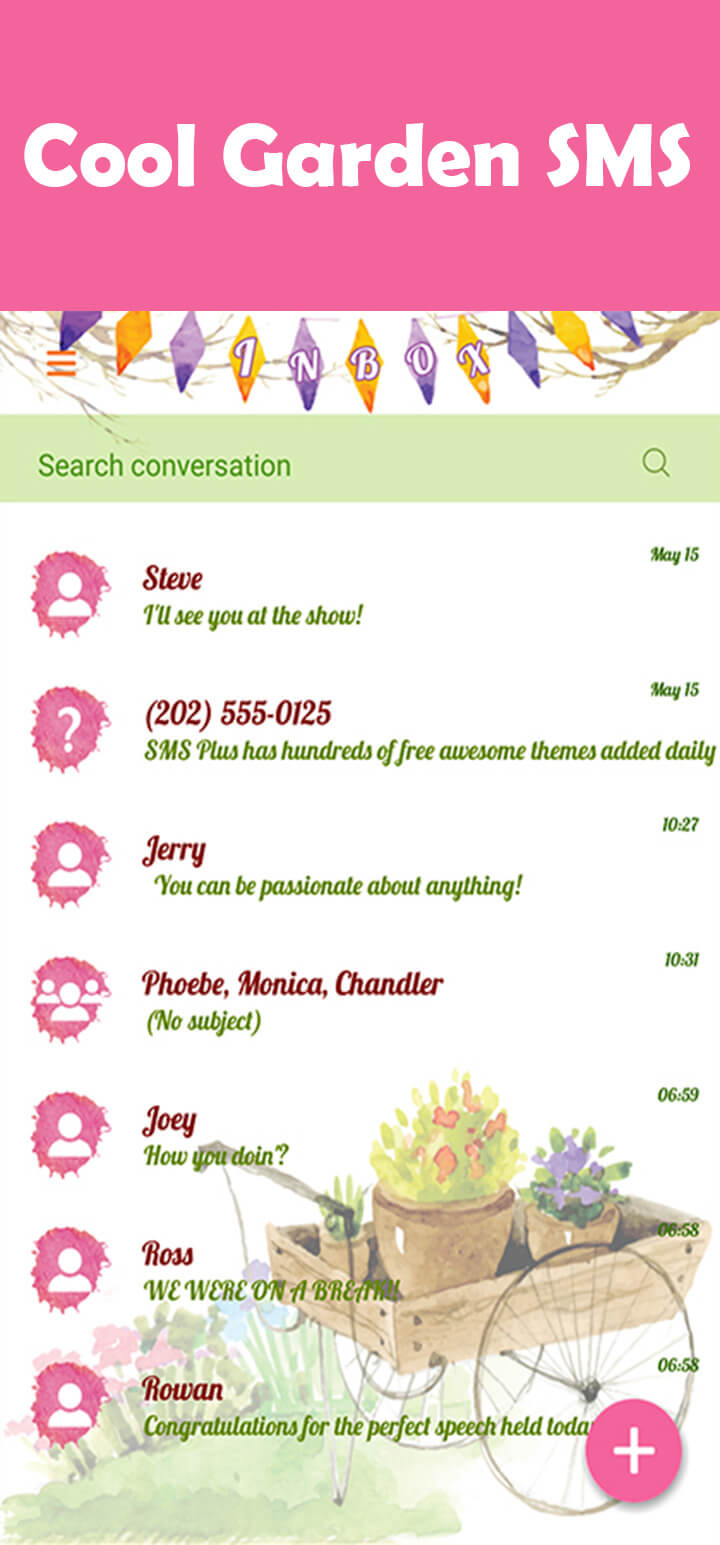 Cool Garden SMS
INBOX
Search conversation
May 15
Steve
I'll see you at the show!
May 15
(202) 555-0125
SMS Plus has hundreds of free awesome themes added daily
10:27
Jerry
You can be passionate about anything!
10:31
Phoebe, Monica, Chandler
(No subject)
06:59
Joey
How you doin'?
06:58
Ross
WE WERE ON A BREAK!!
06:58
Rowan
Congratulations for the perfect speech held toda